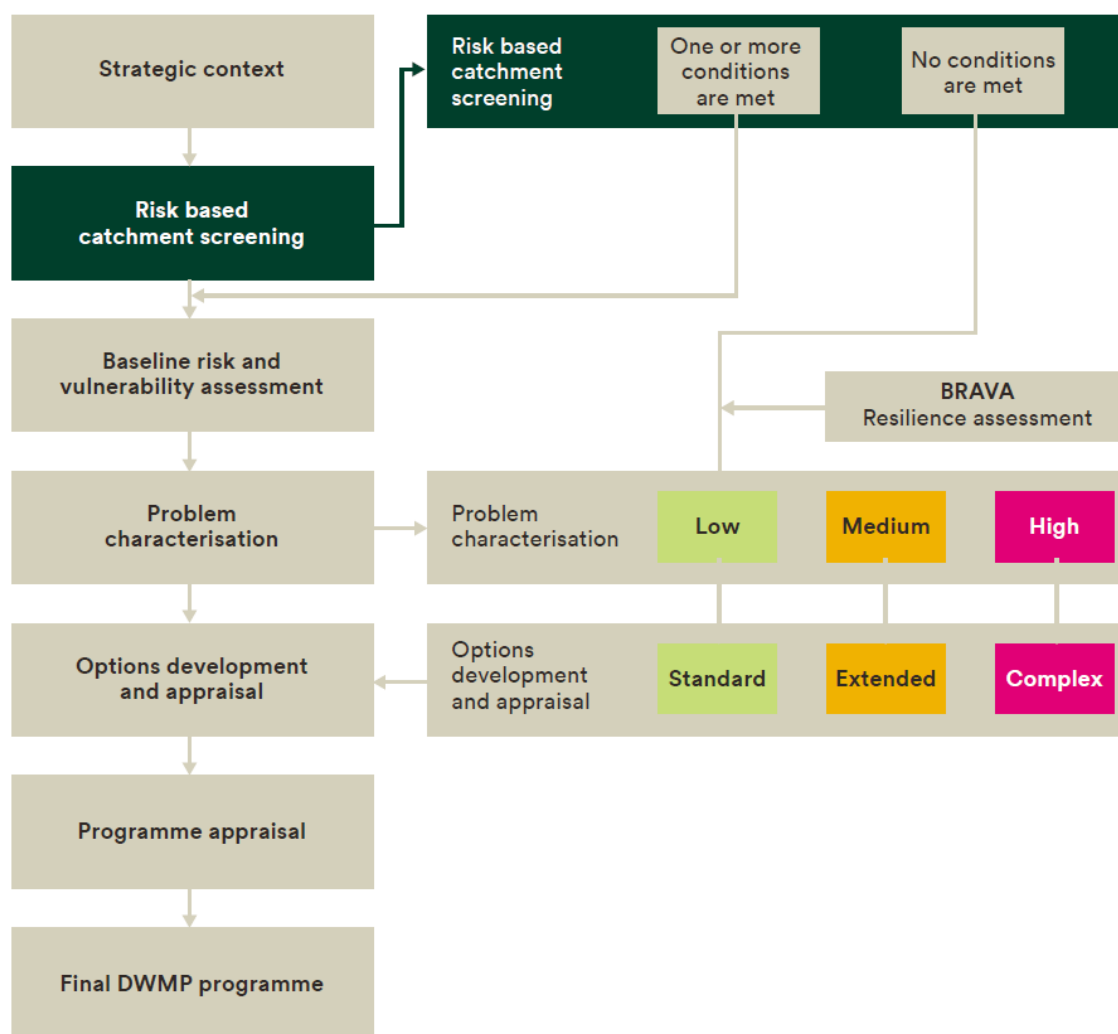 Strategic context
Risk based
catchment
screening
One or more
conditions
are met
No conditions
are met
Risk based
catchment screening
Baseline risk and
vulnerability assessment
BRAVA
Resilience assessment
Problem
characterisation
Problem
characterisation
Low
Medium
High
Options development
and appraisal
Options
development
and appraisal
Standard
Extended
Complex
Programme appraisal
Final DWMP programme